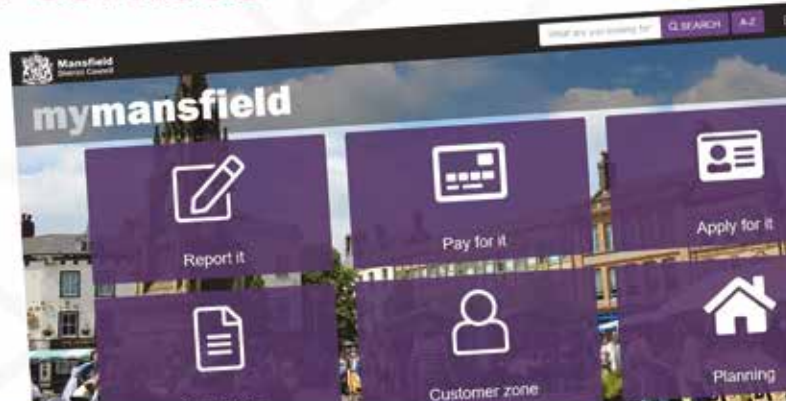 Mansfield
District Council
What are you looking for
SEARCH
A-Z
mymansfield
Report it
Pay for it
Apply for it
Customer zone
Planning